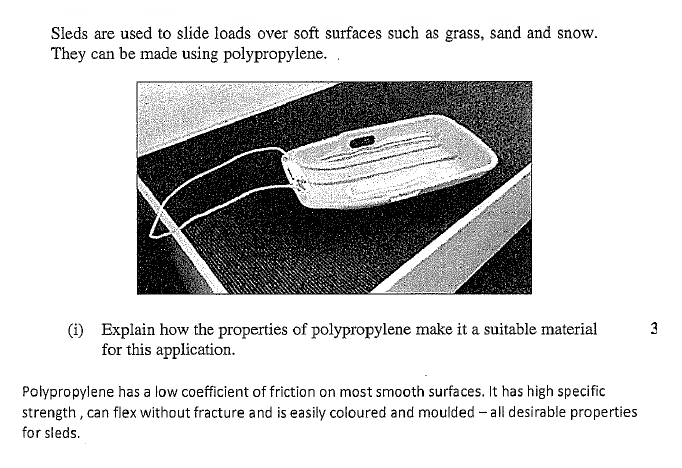 Sleds are used to slide loads over soft surfaces such as grass, sand and snow.
They can be made using polypropylene.
(i) Explain how the properties of polypropylene make it a suitable material 3
for this application.
Polypropylene has a low coefficient of friction on most smooth surfaces. It has high specific
strength , can flex without fracture and is easily coloured and moulded – all desirable properties
for sleds.